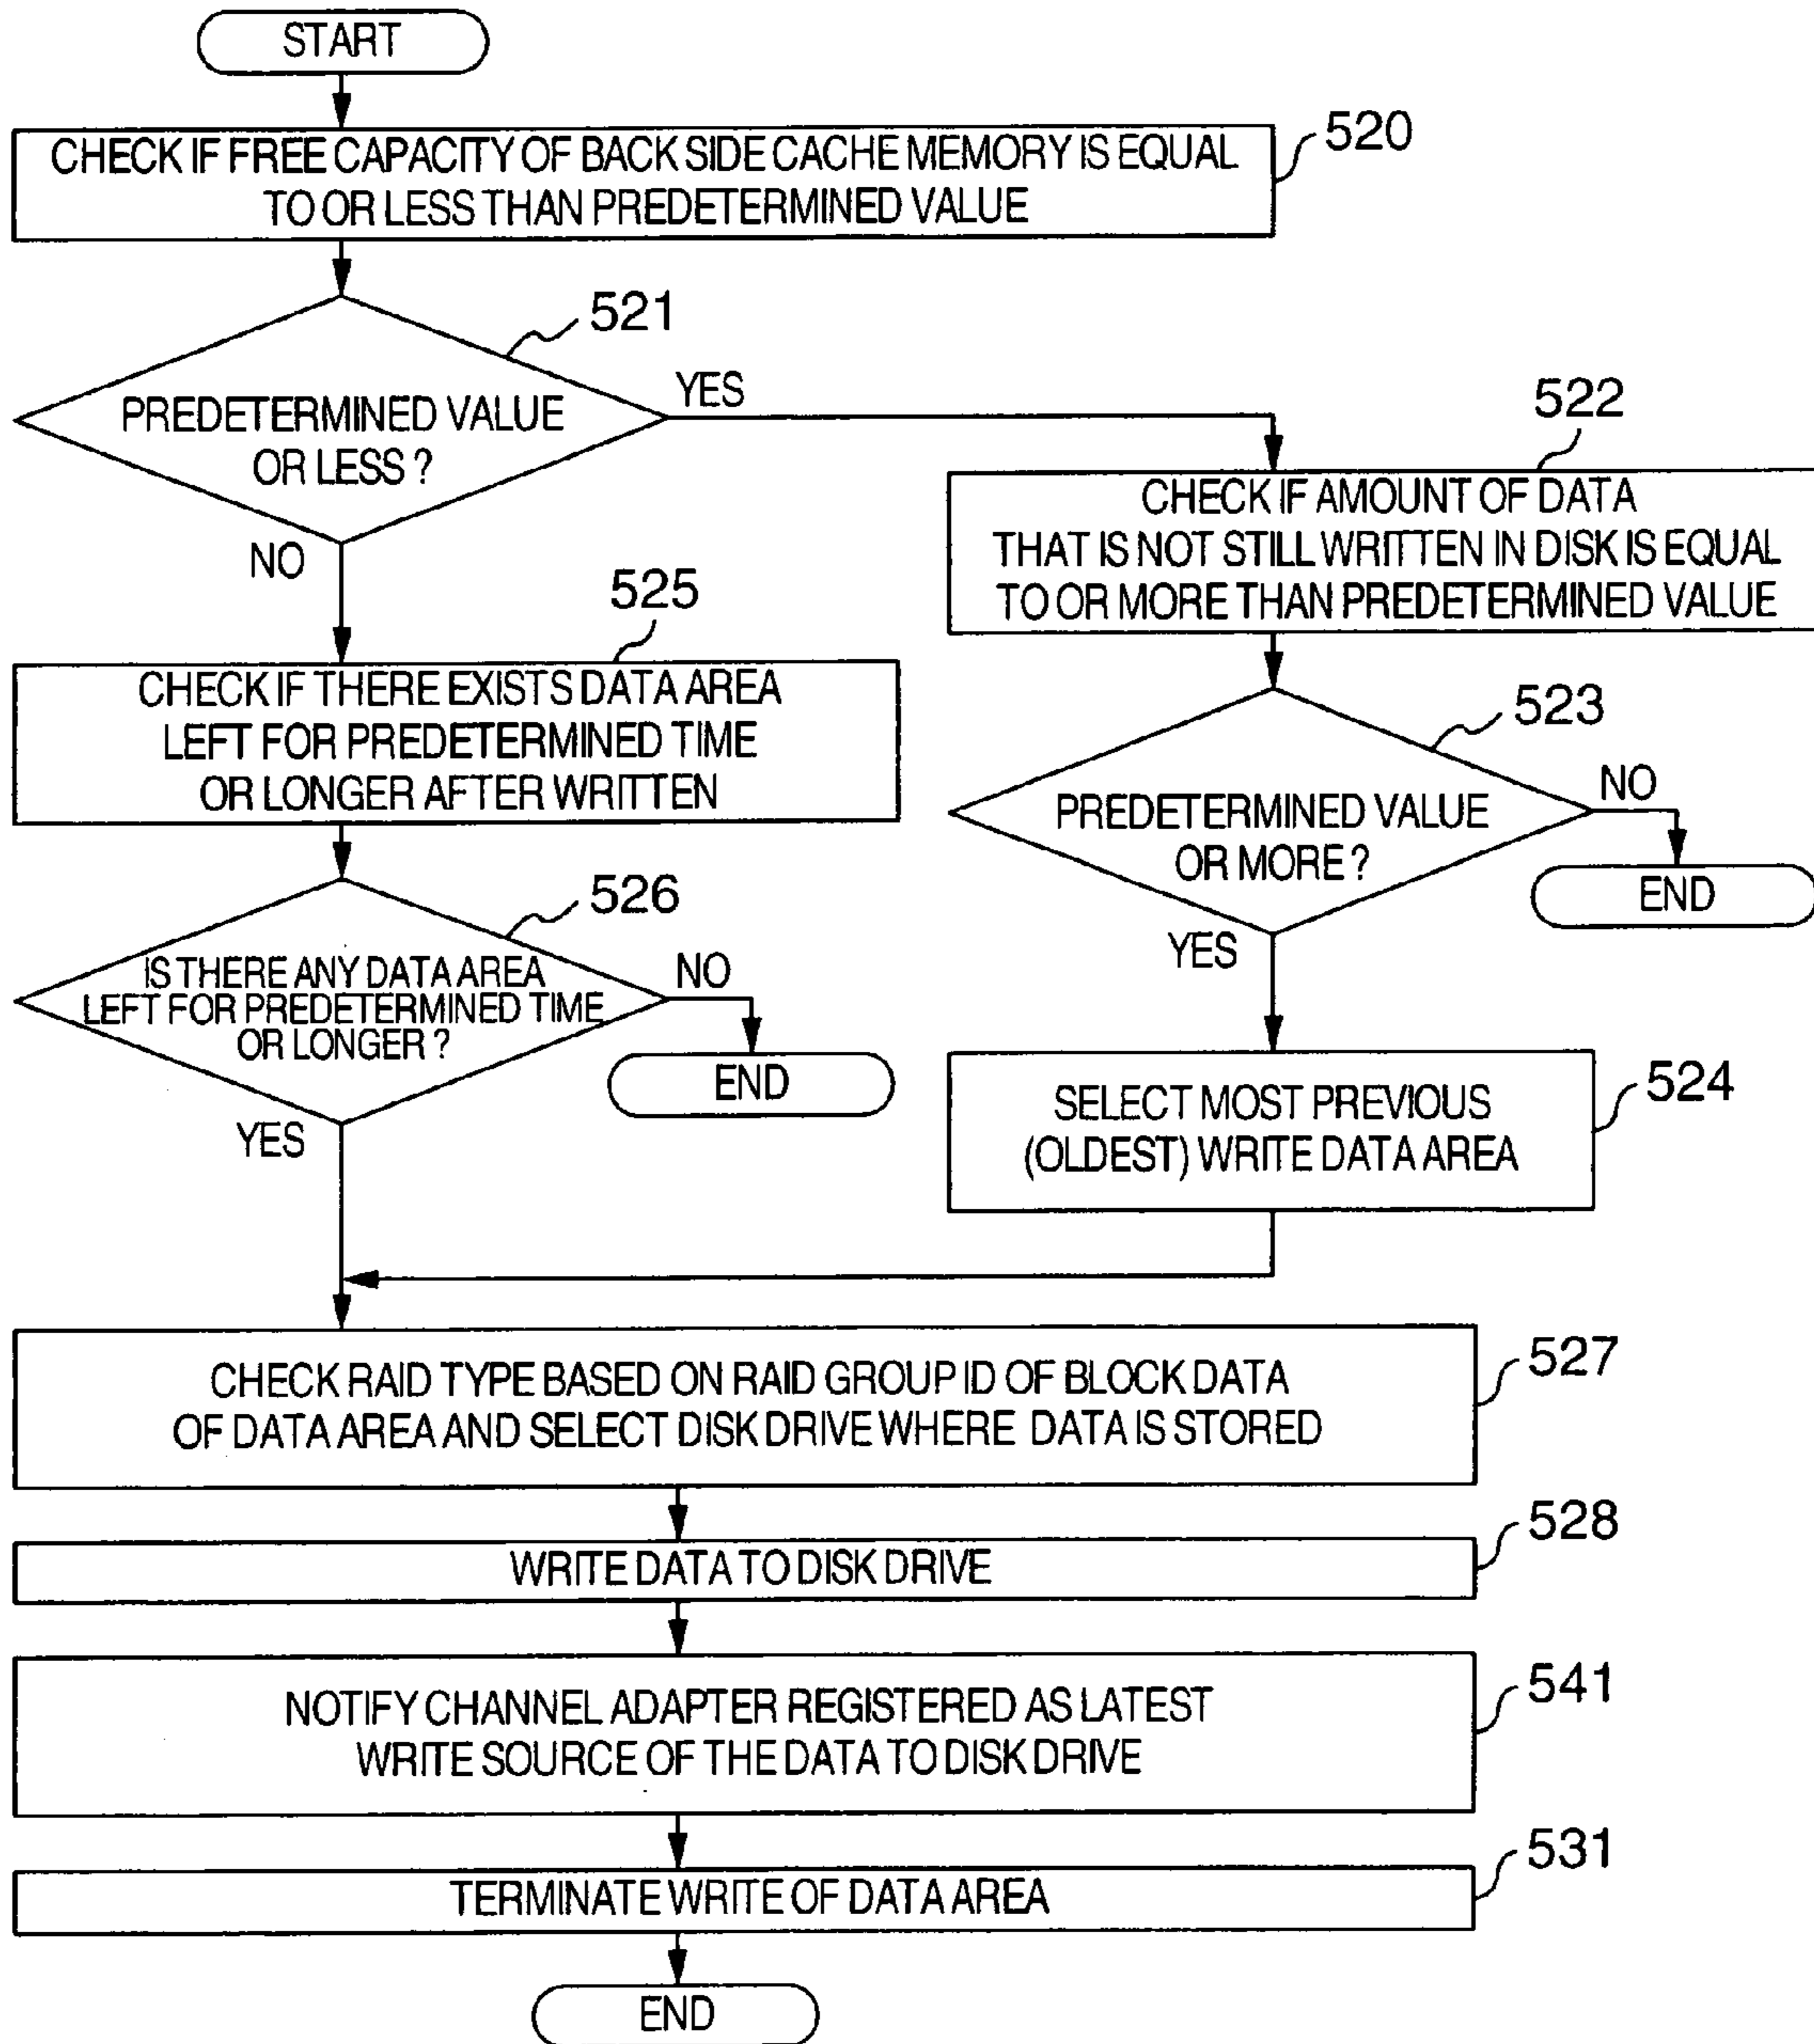 START
CHECK IF FREE CAPACITY OF BACK SIDE CACHE MEMORY IS EQUAL
TO OR LESS THAN PREDETERMINED VALUE
520
521
PREDETERMINED VALUE
OR LESS ?
YES
NO
522
CHECK IF AMOUNT OF DATA
THAT IS NOT STILL WRITTEN IN DISK IS EQUAL
TO OR MORE THAN PREDETERMINED VALUE
525
CHECK IF THERE EXISTS DATA AREA
LEFT FOR PREDETERMINED TIME
OR LONGER AFTER WRITTEN
523
PREDETERMINED VALUE
OR MORE ?
NO
END
YES
526
IS THERE ANY DATA AREA
LEFT FOR PREDETERMINED TIME
OR LONGER ?
NO
END
YES
524
SELECT MOST PREVIOUS
(OLDEST) WRITE DATA AREA
527
CHECK RAID TYPE BASED ON RAID GROUP ID OF BLOCK DATA
OF DATA AREA AND SELECT DISK DRIVE WHERE DATA IS STORED
528
WRITE DATA TO DISK DRIVE
541
NOTIFY CHANNEL ADAPTER REGISTERED AS LATEST
WRITE SOURCE OF THE DATA TO DISK DRIVE
531
TERMINATE WRITE OF DATA AREA
END